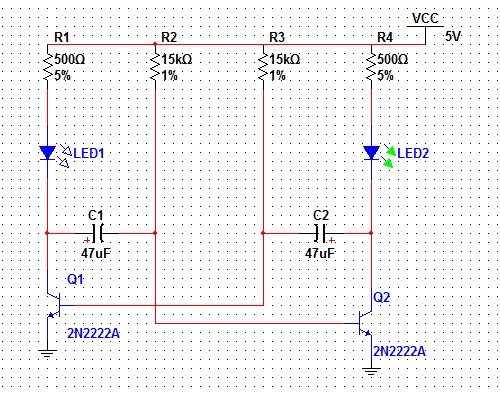 VCC
5V
R1
500Ω
5%
R2
15kΩ
1%
R3
15kΩ
1%
R4
500Ω
5%
LED1
LED2
C1
+
47uF
C2
+
47uF
Q1
2N2222A
Q2
2N2222A